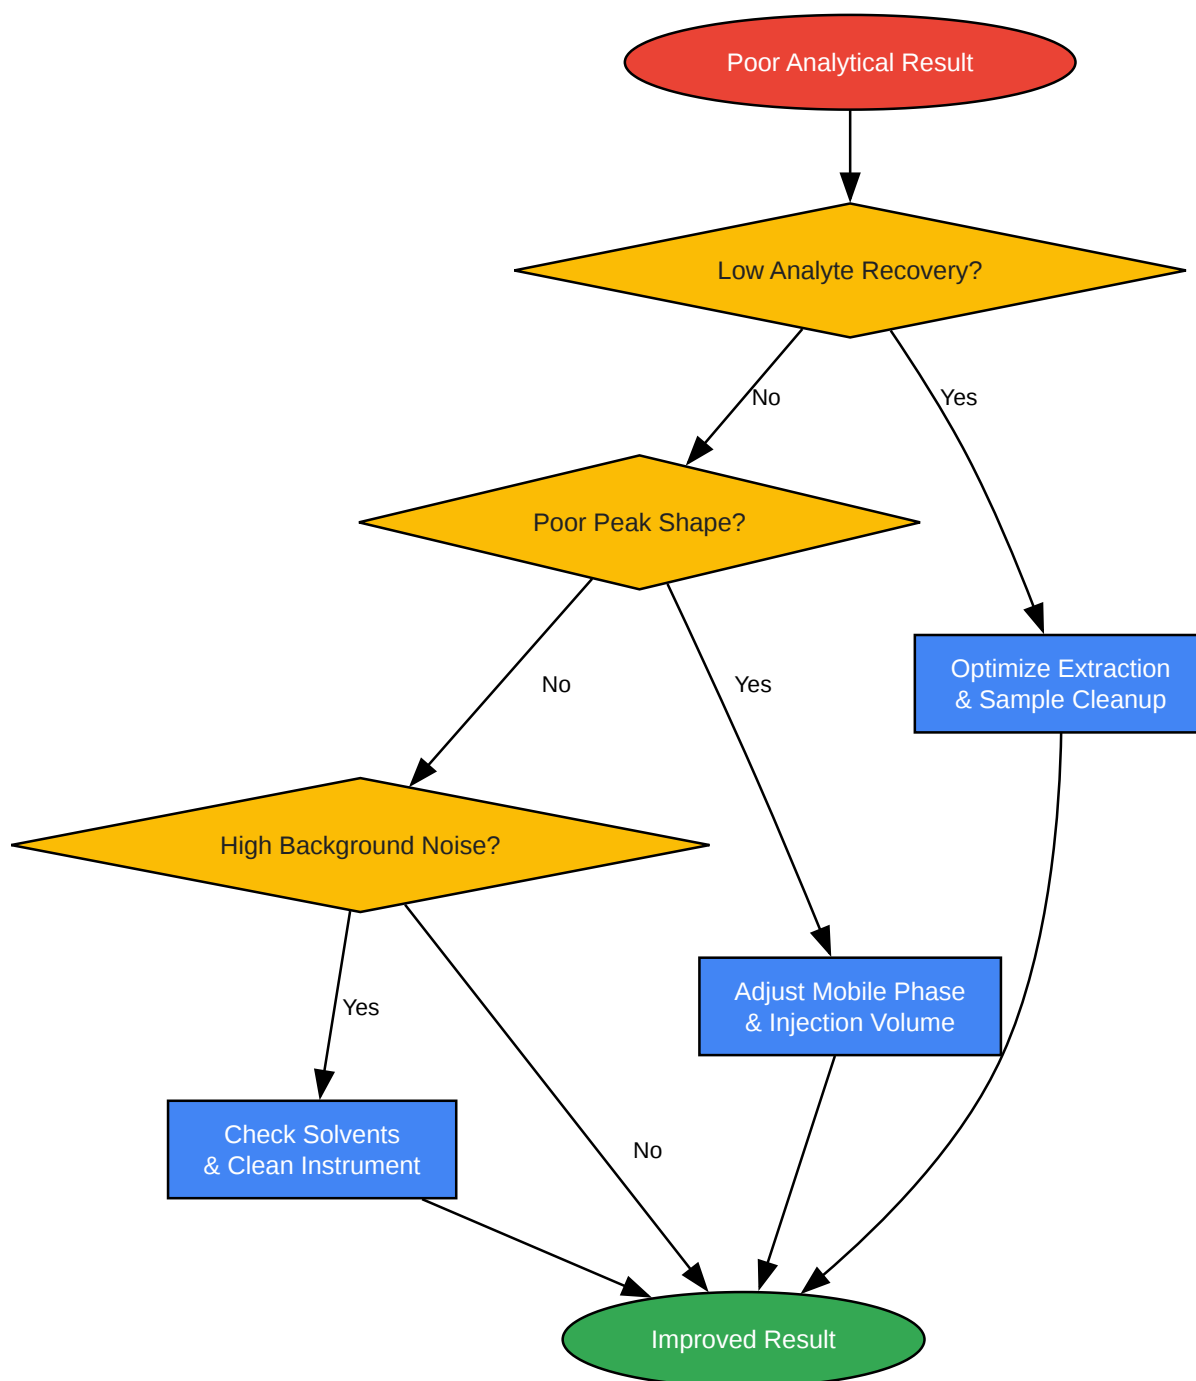 Poor Analytical Result
Low Analyte Recovery?
No
Yes
Poor Peak Shape?
Optimize Extraction
& Sample Cleanup
No
Yes
High Background Noise?
Adjust Mobile Phase
& Injection Volume
Yes
Check Solvents
& Clean Instrument
No
Improved Result